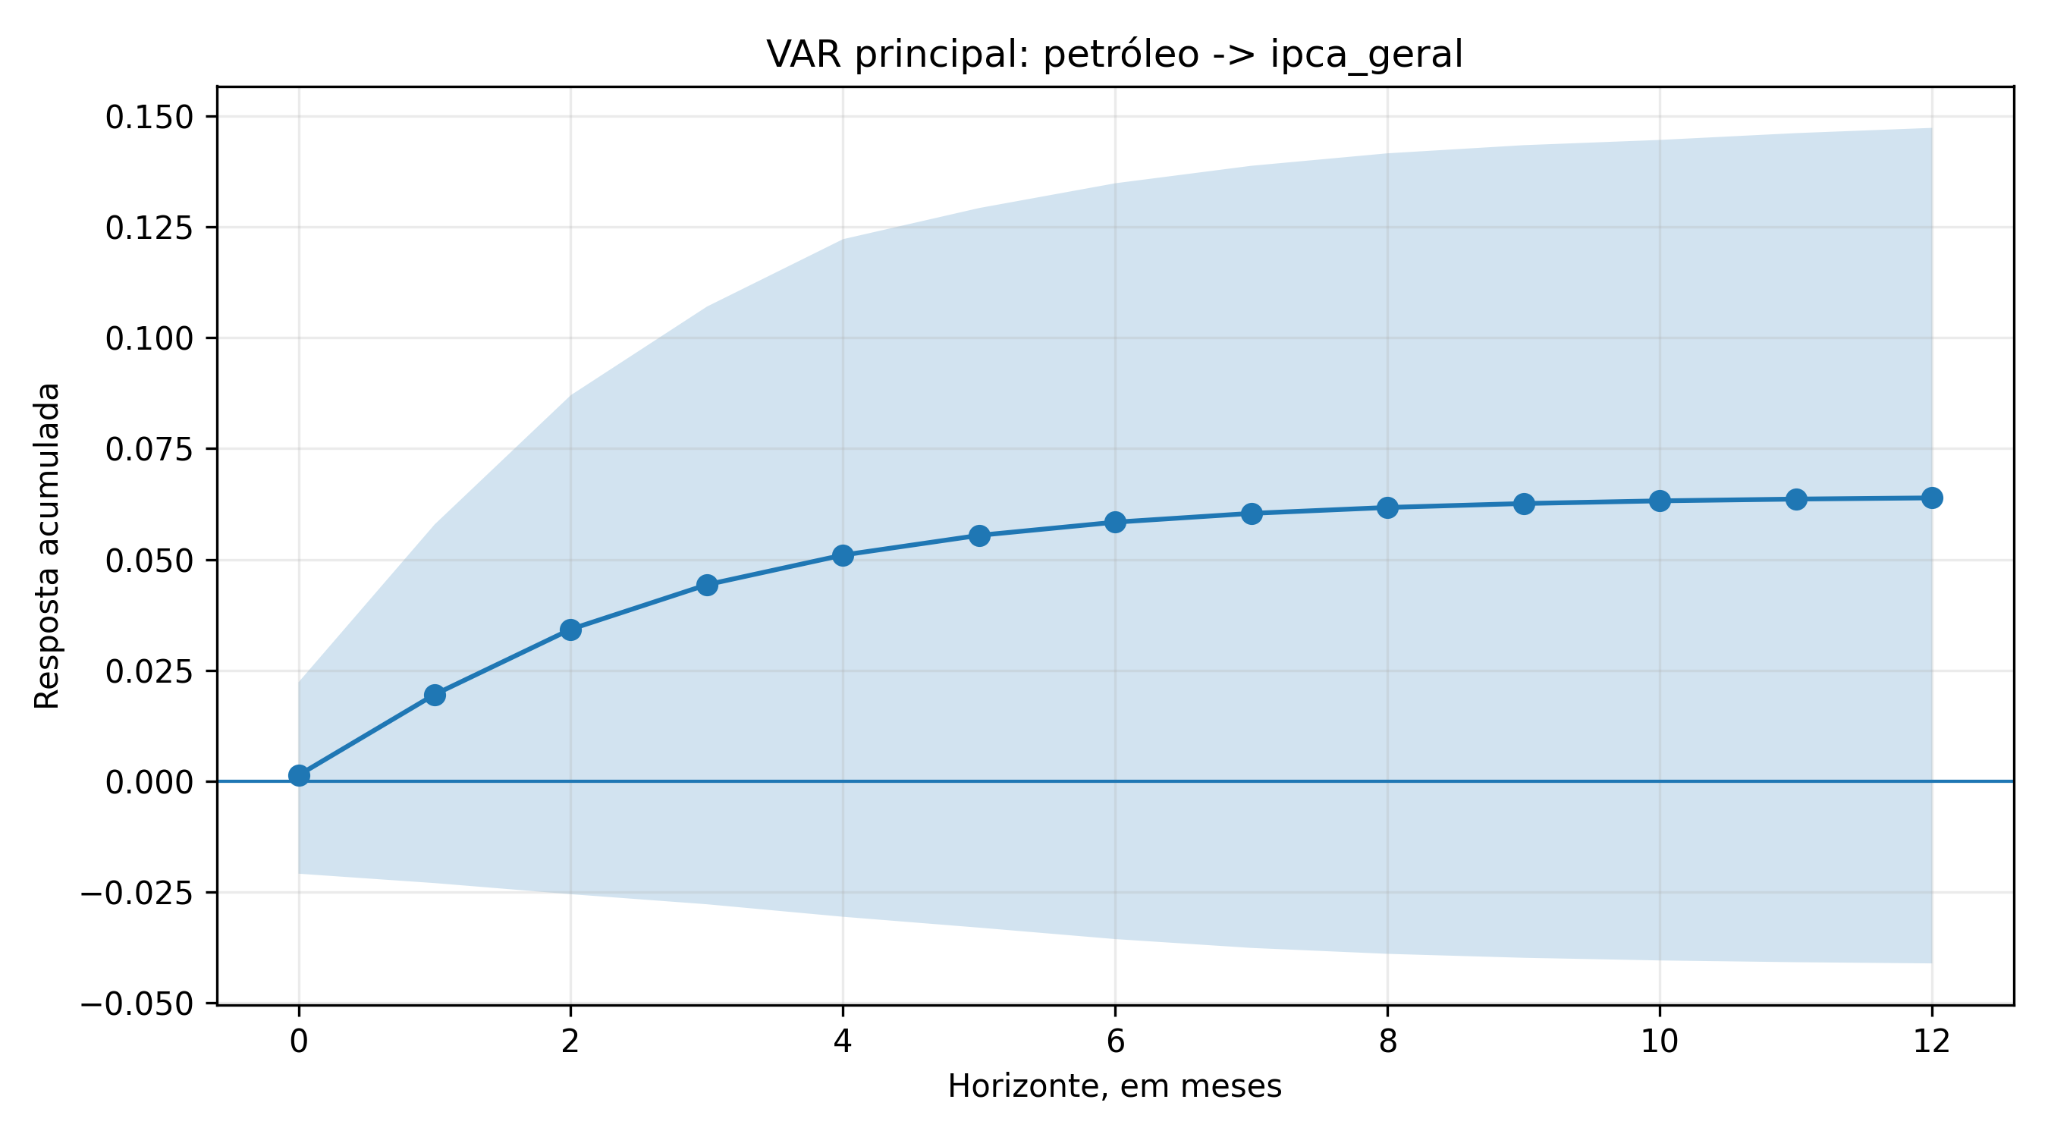 VAR principal: petróleo -> ipca_geral
Resposta acumulada
0.150
0.125
0.100
0.075
0.050
0.025
0.000
−0.025
−0.050
0 2 4 6 8 10 12
Horizonte, em meses